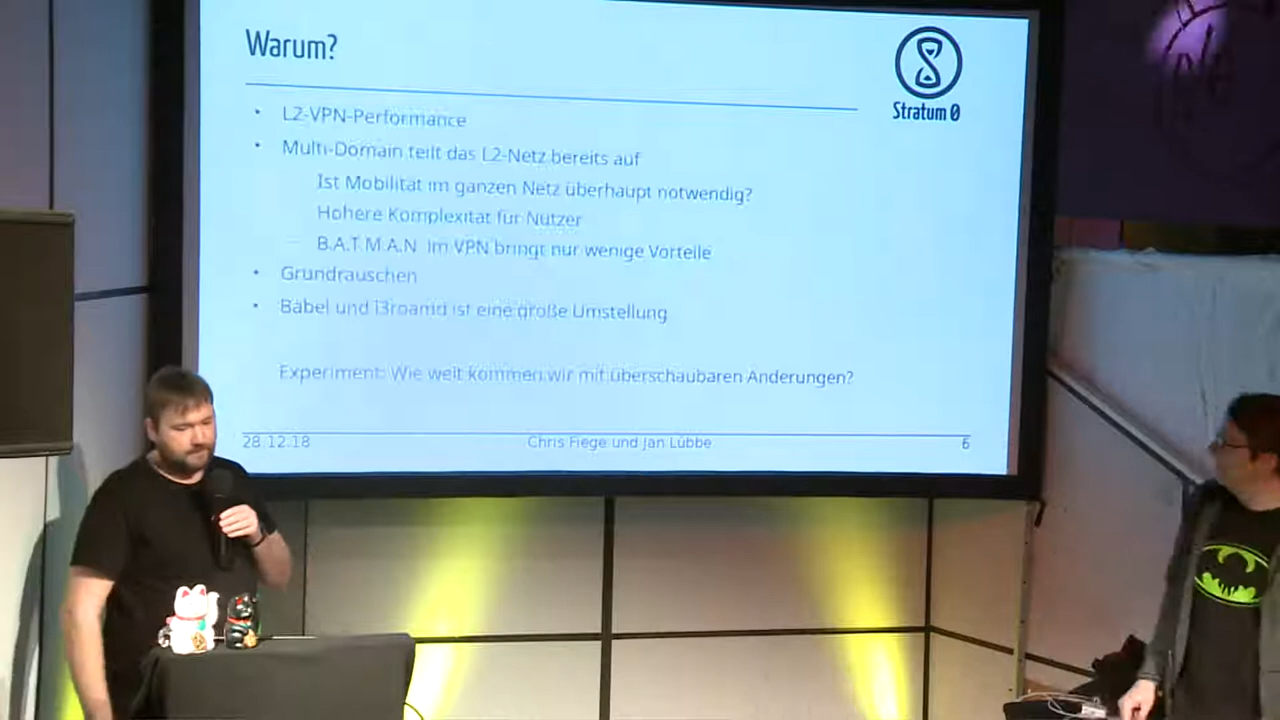 Warum?
Stratum 0
• L2-VPN-Performance
• Multi-Domain teilt das L2-Netz bereits auf
Ist Mobilität im ganzen Netz überhaupt notwendig?
Höhere Komplexität für Nutzer
– B.A.T.M.A.N. im VPN bringt nur wenige Vorteile
• Grundrauschen
• Babel und l3roamd ist eine große Umstellung
Experiment: Wie weit kommen wir mit überschaubaren Änderungen?
28.12.18
Chris Fiege und Jan Lübbe
6